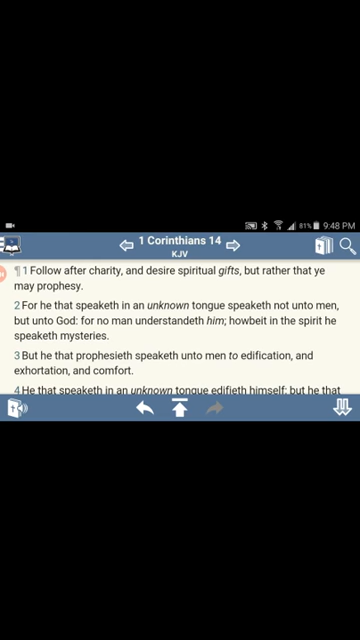 81% 9:48 PM
1 Corinthians 14
KJV
¶ 1 Follow after charity, and desire spiritual gifts, but rather that ye
may prophesy.
2 For he that speaketh in an unknown tongue speaketh not unto men,
but unto God: for no man understandeth him; howbeit in the spirit he
speaketh mysteries.
3 But he that prophesieth speaketh unto men to edification, and
exhortation, and comfort.
4 He that speaketh in an unknown tongue edifieth himself; but he that